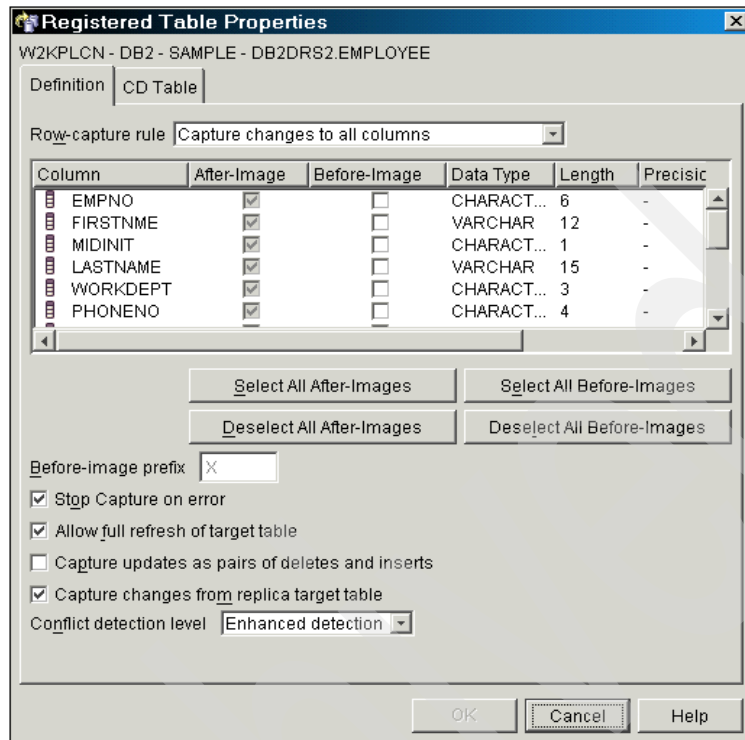 Registered Table Properties
W2KPLCN - DB2 - SAMPLE - DB2DRS2.EMPLOYEE
Definition CD Table
Row-capture rule Capture changes to all columns
Column After-Image Before-Image Data Type Length Precisic
EMPNO CHARACT... 6 -
FIRSTNME VARCHAR 12 -
MIDINIT CHARACT... 1 -
LASTNAME VARCHAR 15 -
WORKDEPT CHARACT... 3 -
PHONENO CHARACT... 4 -
Select All After-Images Select All Before-Images
Deselect All After-Images Deselect All Before-Images
Before-image prefix X
Stop Capture on error
Allow full refresh of target table
Capture updates as pairs of deletes and inserts
Capture changes from replica target table
Conflict detection level Enhanced detection
OK Cancel Help